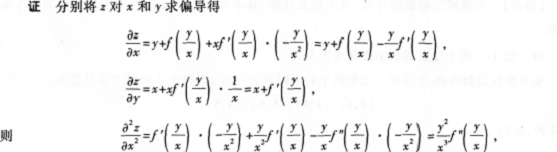 证 分别将 z 对 x 和 y 求偏导得
∂z/∂x = y+f(y/x)+xf′(y/x)·(−y/x²) = y+f(y/x)−y/x f′(y/x),
∂z/∂y = x+xf′(y/x)·1/x = x+f′(y/x),
则 ∂²z/∂x² = f′(y/x)·(−y/x²)+y/x² f′(y/x)−y/x f″(y/x)·(−y/x²) = y²/x³ f″(y/x),